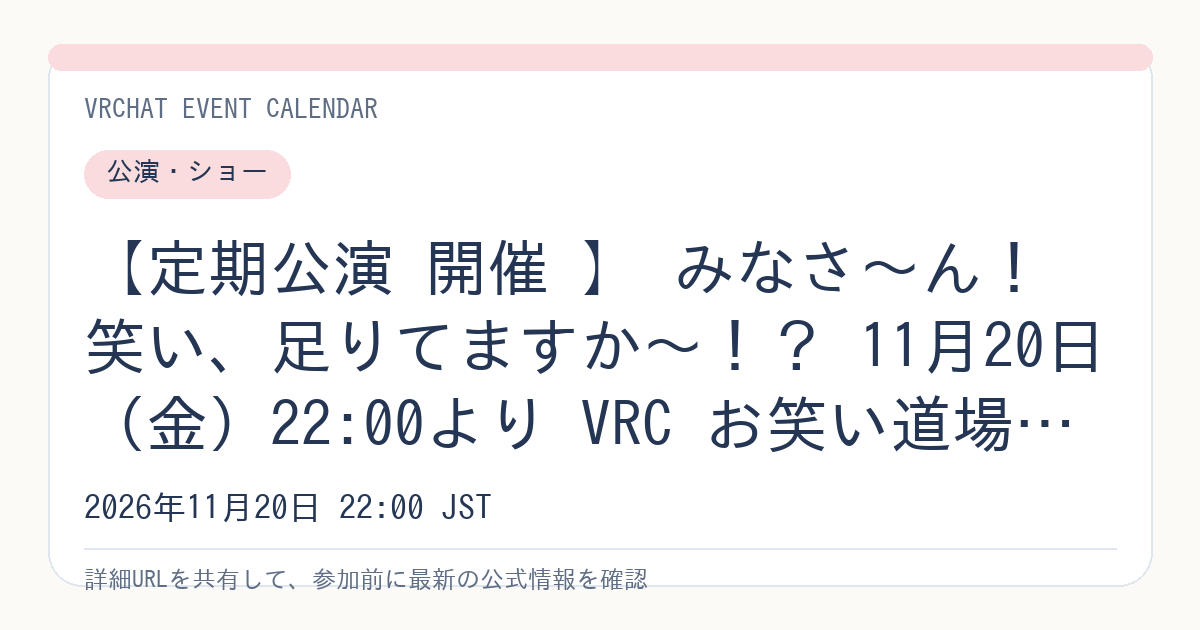 VRCHAT EVENT CALENDAR
公演・ショー
【定期公演 開催 】 みなさ〜ん！
笑い、足りてますか〜！？ 11月20日
（金）22:00より VRC お笑い道場…
2026年11月20日 22:00 JST
詳細URLを共有して、参加前に最新の公式情報を確認